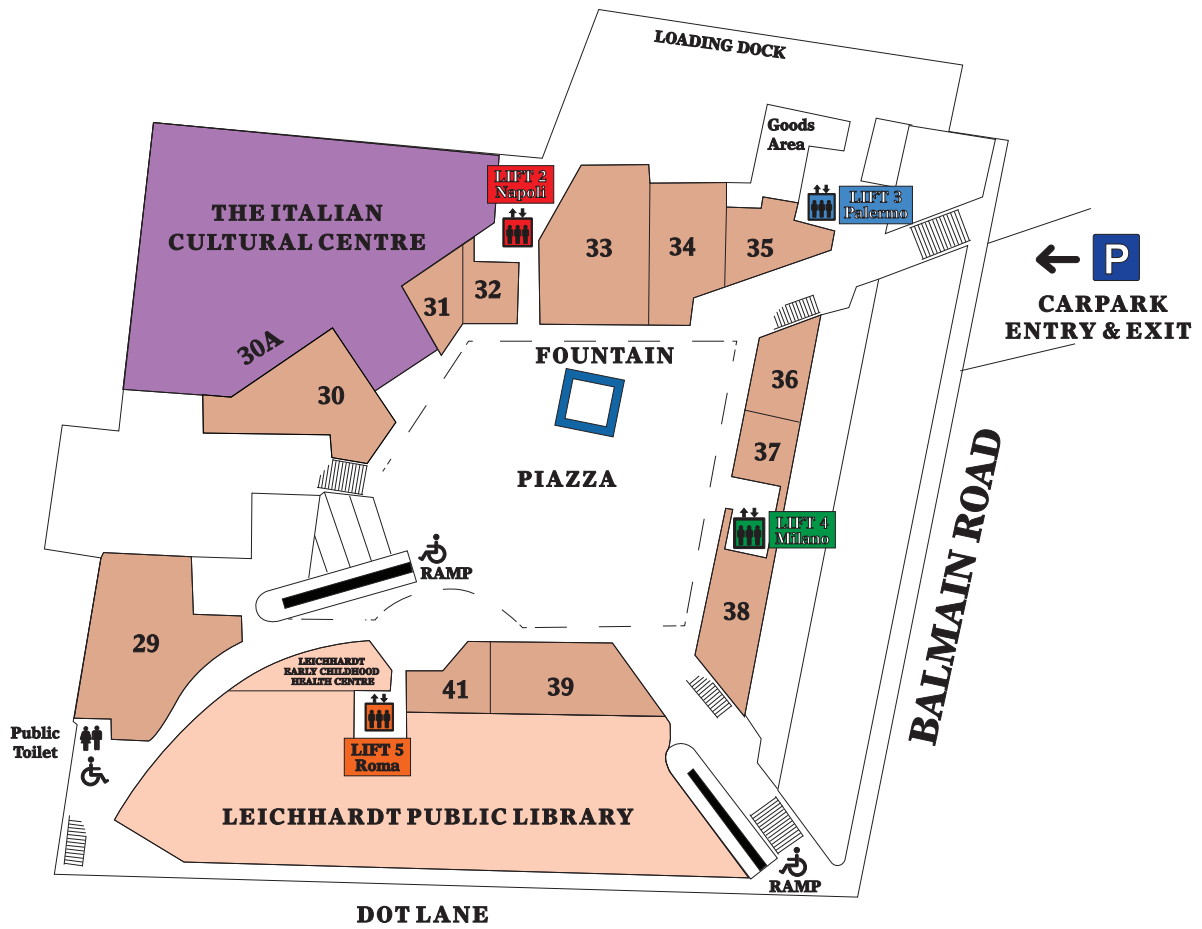 LOADING DOCK
Goods
Area
LIFT 2
Napoli
LIFT 3
Palermo
THE ITALIAN
CULTURAL CENTRE
33
34
35
P
31
32
CARPARK
ENTRY & EXIT
30A
30
FOUNTAIN
36
37
PIAZZA
LIFT 4
Milano
BALMAIN ROAD
RAMP
38
29
LEICHHARDT
EARLY CHILDHOOD
HEALTH CENTRE
41
39
Public
Toilet
LIFT 5
Roma
LEICHHARDT PUBLIC LIBRARY
RAMP
DOT LANE